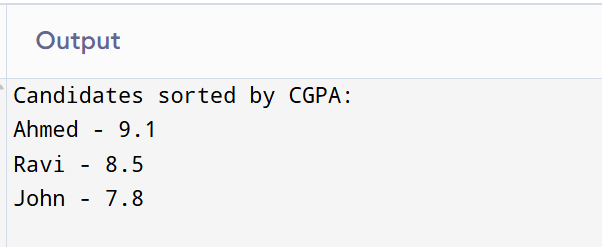 Output
Candidates sorted by CGPA:
Ahmed - 9.1
Ravi - 8.5
John - 7.8